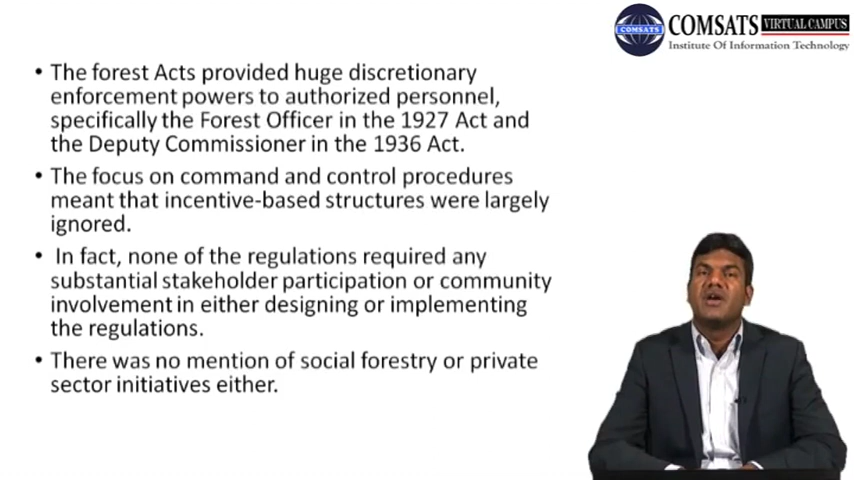 COMSATS VIRTUAL CAMPUS
Institute Of Information Technology
COMSATS
• The forest Acts provided huge discretionary
enforcement powers to authorized personnel,
specifically the Forest Officer in the 1927 Act and
the Deputy Commissioner in the 1936 Act.
• The focus on command and control procedures
meant that incentive-based structures were largely
ignored.
• In fact, none of the regulations required any
substantial stakeholder participation or community
involvement in either designing or implementing
the regulations.
• There was no mention of social forestry or private
sector initiatives either.